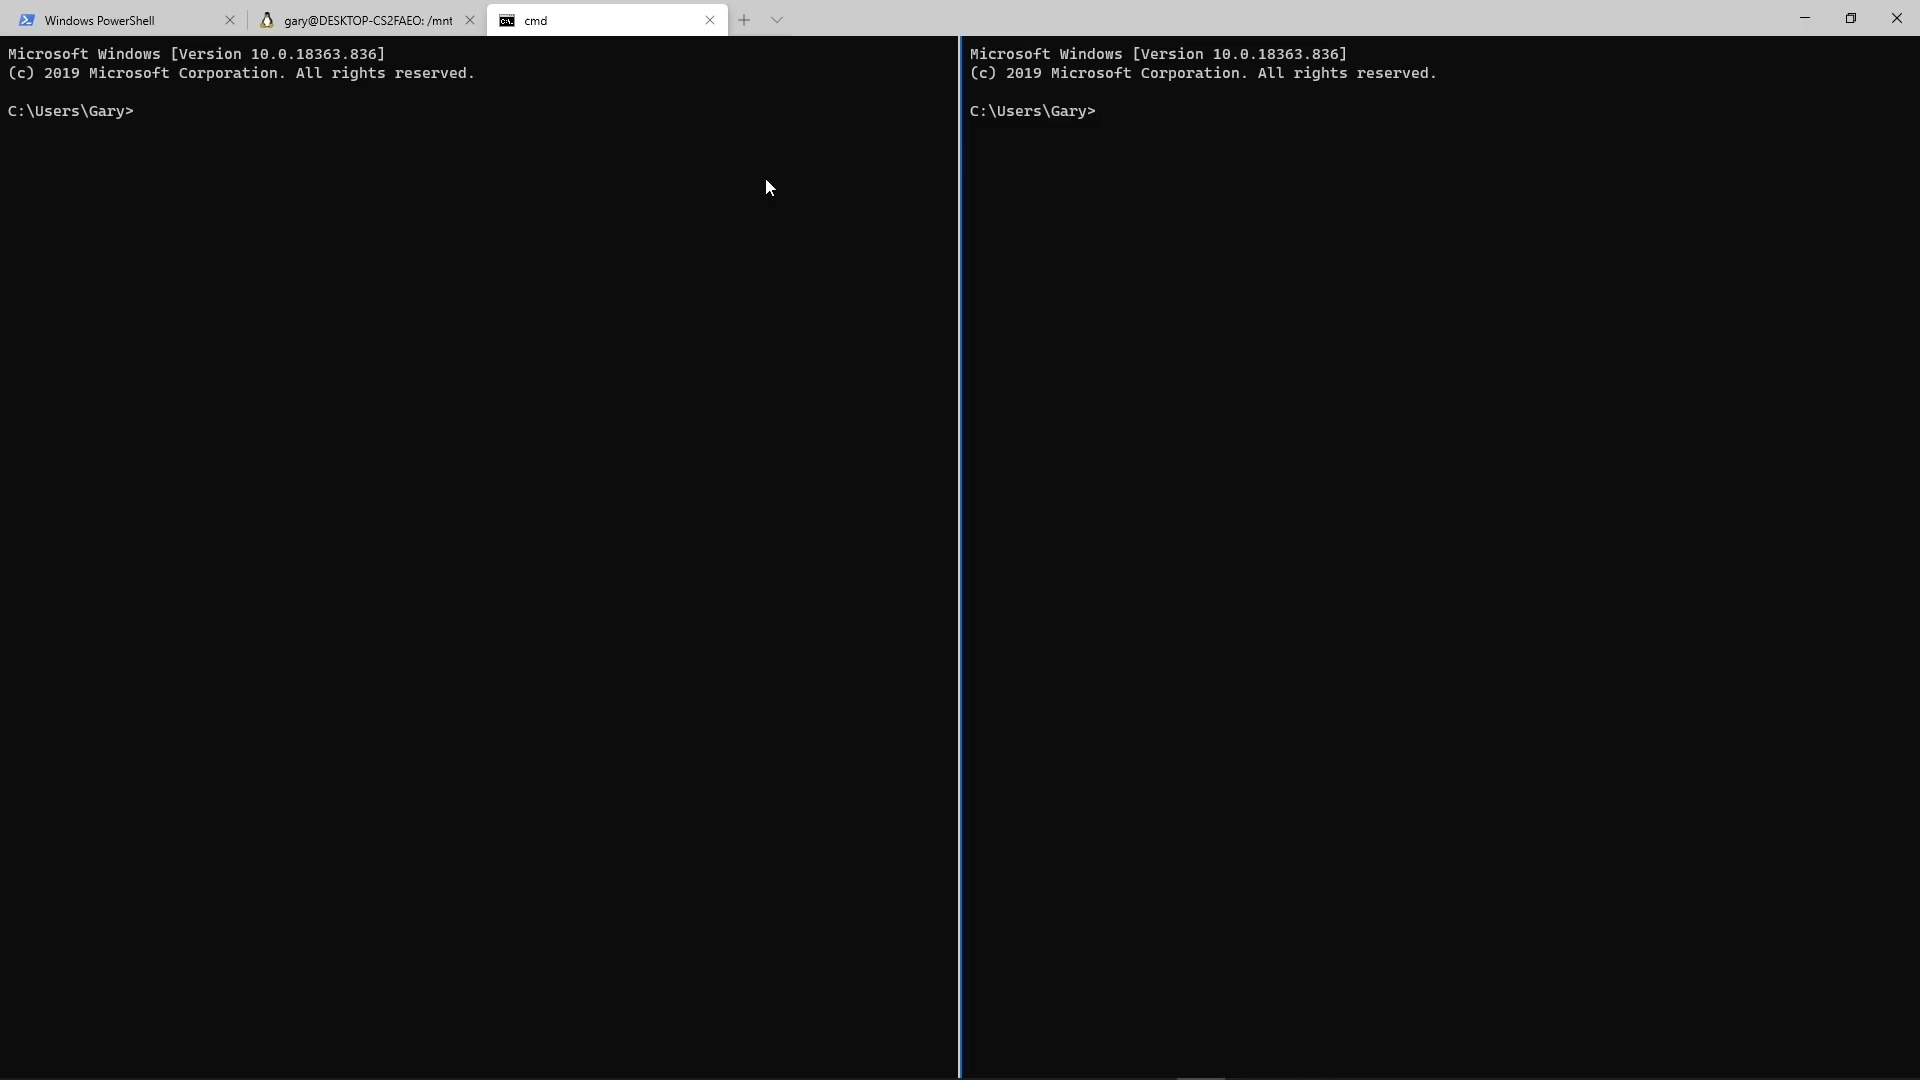 Windows PowerShell
gary@DESKTOP-CS2FAEO: /mnt
cmd
Microsoft Windows [Version 10.0.18363.836]
(c) 2019 Microsoft Corporation. All rights reserved.
C:\Users\Gary>
Microsoft Windows [Version 10.0.18363.836]
(c) 2019 Microsoft Corporation. All rights reserved.
C:\Users\Gary>